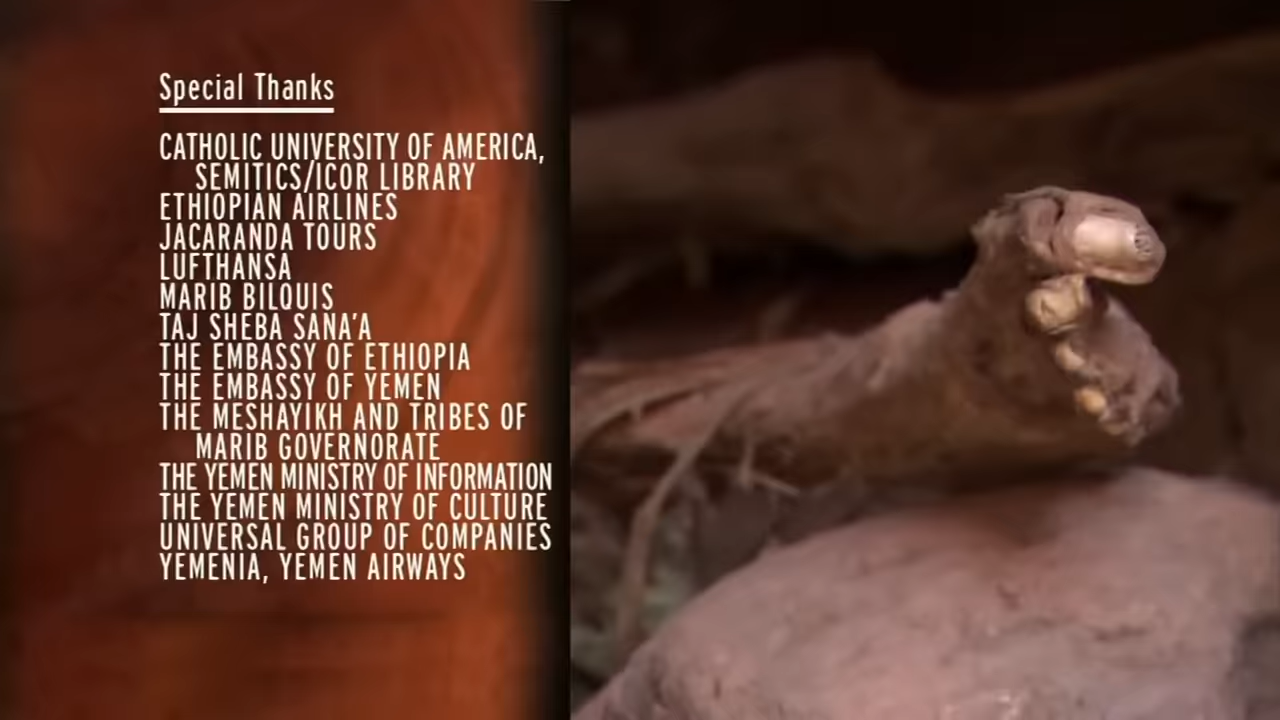 Special Thanks
CATHOLIC UNIVERSITY OF AMERICA,
SEMITICS/ICOR LIBRARY
ETHIOPIAN AIRLINES
JACARANDA TOURS
LUFTHANSA
MARIB BILQUIS
TAJ SHEBA SANA'A
THE EMBASSY OF ETHIOPIA
THE EMBASSY OF YEMEN
THE MESHAYIKH AND TRIBES OF
MARIB GOVERNORATE
THE YEMEN MINISTRY OF INFORMATION
THE YEMEN MINISTRY OF CULTURE
UNIVERSAL GROUP OF COMPANIES
YEMENIA, YEMEN AIRWAYS